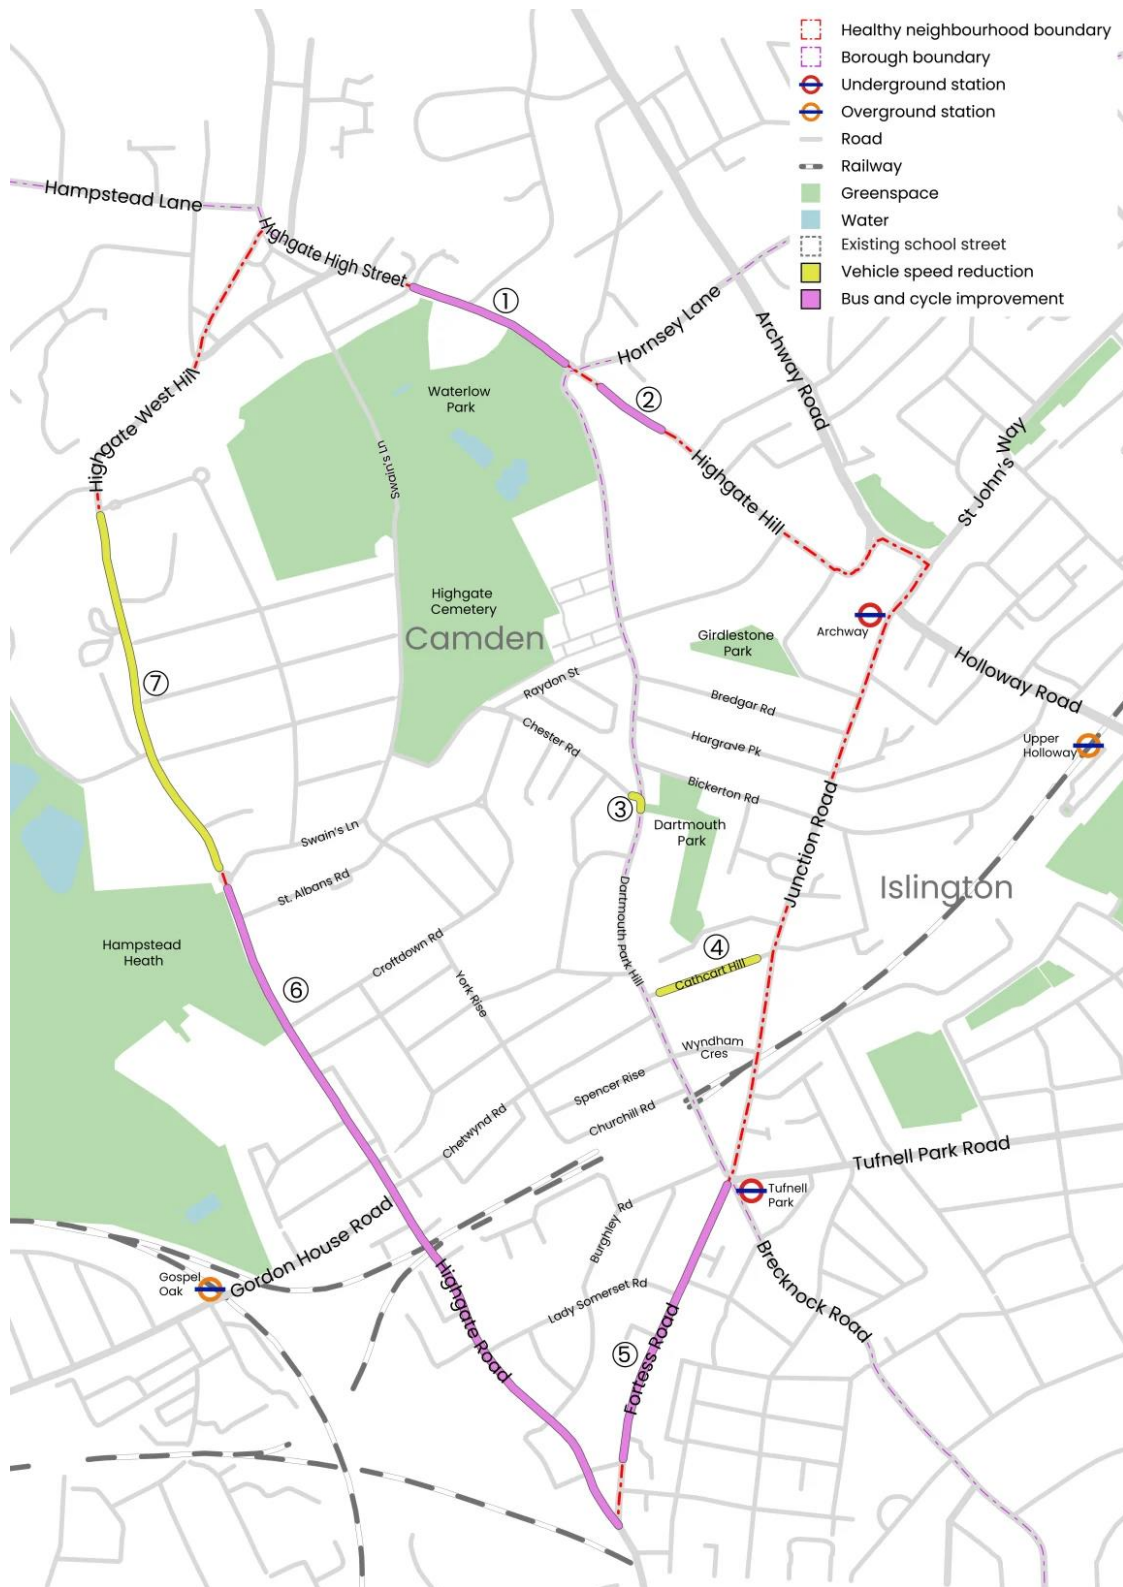 Healthy neighbourhood boundary
Borough boundary
Underground station
Overground station
Road
Railway
Greenspace
Water
Existing school street
Vehicle speed reduction
Bus and cycle improvement
Hampstead Lane
Highgate High Street
①
Hornsey Lane
Archway Road
②
Waterlow
Park
Highgate West Hill
Swain's Ln
Highgate Hill
St John's Way
Highgate
Cemetery
Camden
Archway
Girdlestone
Park
Holloway Road
⑦
Raydon St
Bredgar Rd
Chester Rd
Hargrave Pk
Upper
Holloway
Bickerton Rd
③
Dartmouth
Park
Swain's Ln
Junction Road
St. Albans Rd
Islington
Dartmouth Park Hill
Hampstead
Heath
Croftdown Rd
④
Cathcart Hill
⑥
York Rise
Wyndham
Cres
Spencer Rise
Churchill Rd
Chetwynd Rd
Tufnell Park Road
Tufnell
Park
Gordon House Road
Burghley Rd
Gospel
Oak
Highgate Road
Lady Somerset Rd
Brecknock Road
⑤
Fortess Road